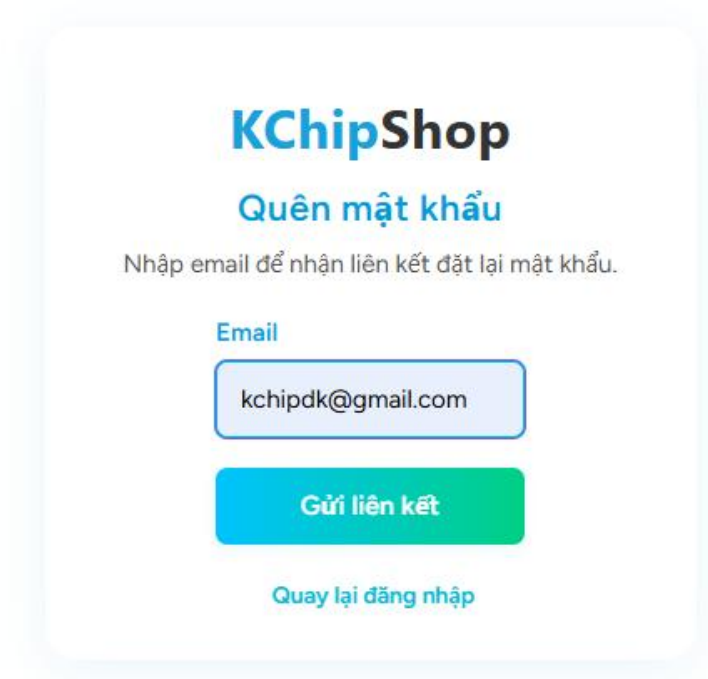 KChipShop
Quên mật khẩu
Nhập email để nhận liên kết đặt lại mật khẩu.
Email
kchipdk@gmail.com
Gửi liên kết
Quay lại đăng nhập